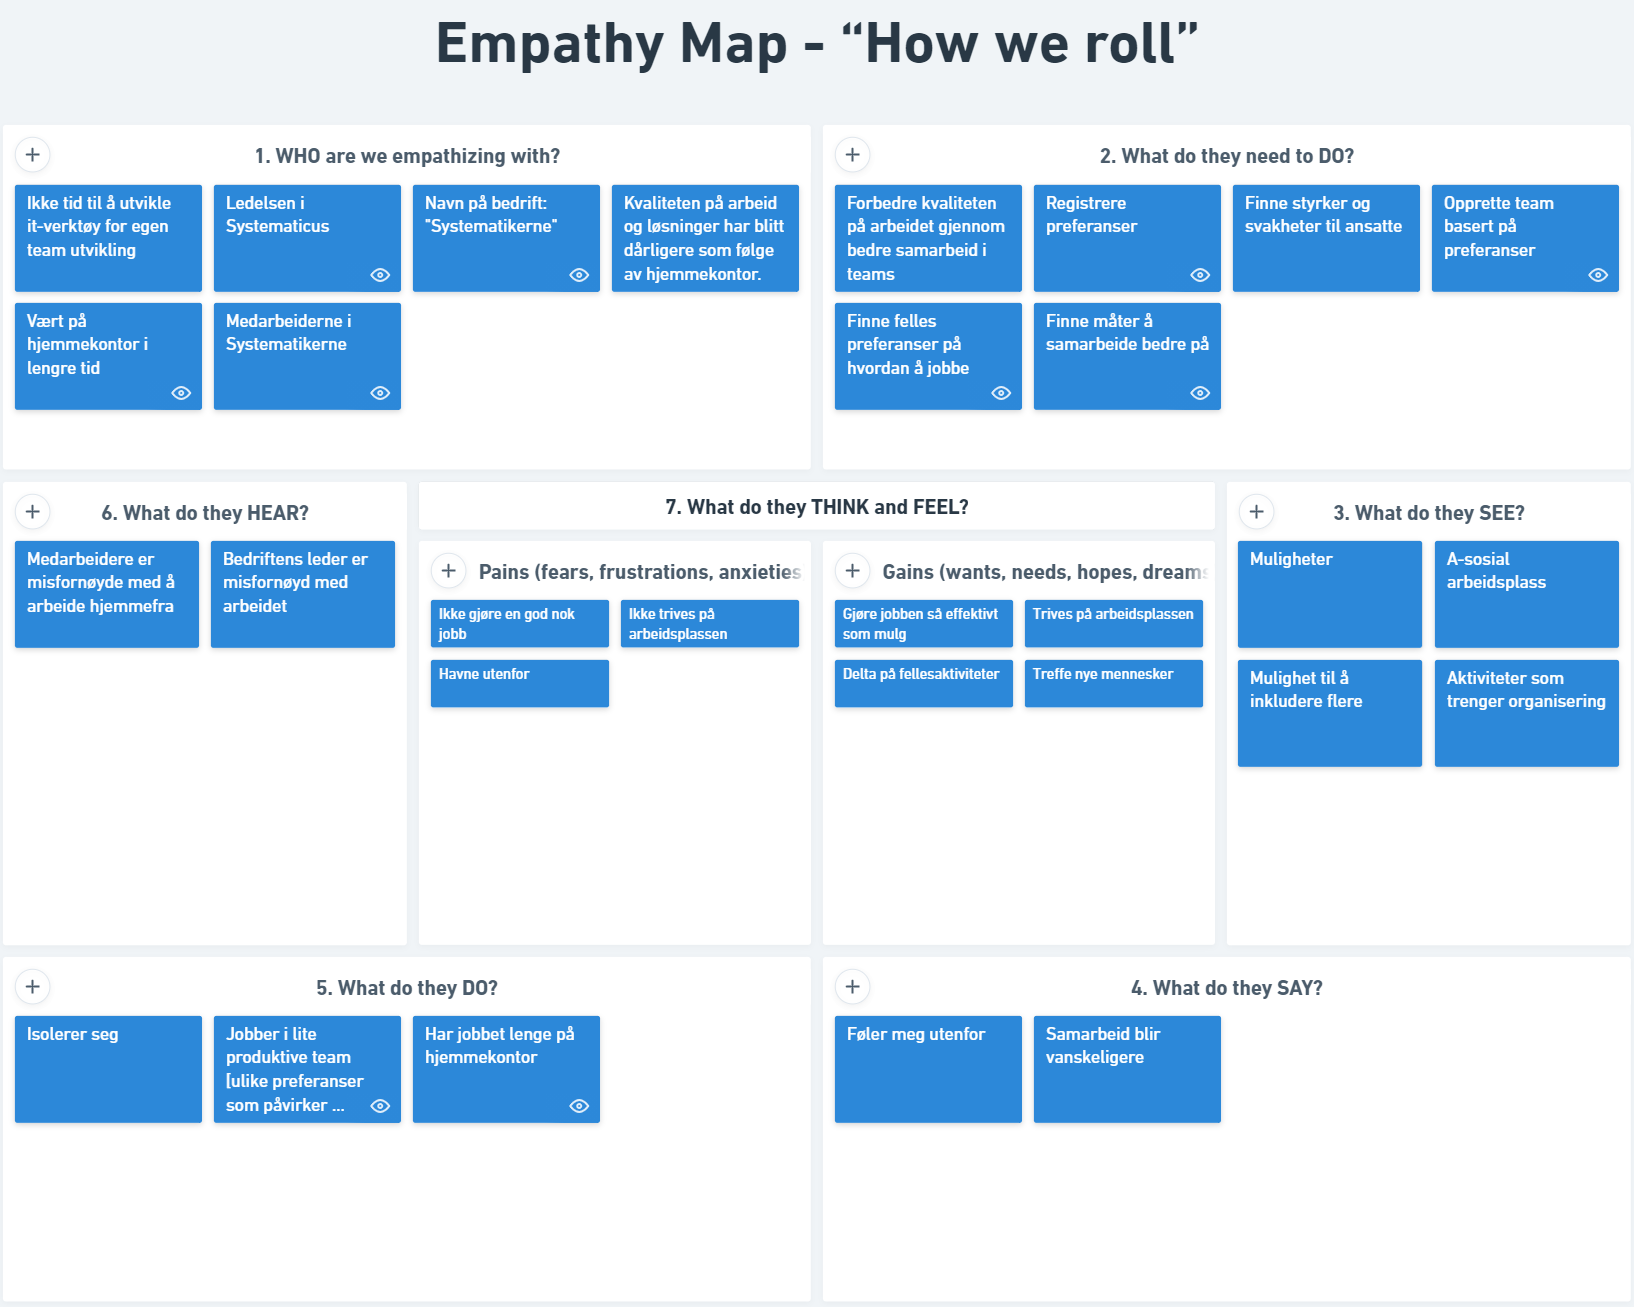 Empathy Map - “How we roll”
1. WHO are we empathizing with?
Ikke tid til å utvikle
it-verktøy for egen
team utvikling
Ledelsen i
Systematicus
Navn på bedrift:
"Systematikerne"
Kvaliteten på arbeid
og løsninger har blitt
dårligere som følge
av hjemmekontor.
Vært på
hjemmekontor i
lengre tid
Medarbeiderne i
Systematikerne
2. What do they need to DO?
Forbedre kvaliteten
på arbeidet gjennom
bedre samarbeid i
teams
Registrere
preferanser
Finne styrker og
svakheter til ansatte
Opprette team
basert på
preferanser
Finne felles
preferanser på
hvordan å jobbe
Finne måter å
samarbeide bedre på
6. What do they HEAR?
Medarbeidere er
misfornøyde med å
arbeide hjemmefra
Bedriftens leder er
misfornøyd med
arbeidet
7. What do they THINK and FEEL?
Pains (fears, frustrations, anxieties
Ikke gjøre en god nok
jobb
Ikke trives på
arbeidsplassen
Havne utenfor
Gains (wants, needs, hopes, dreams
Gjøre jobben så effektivt
som mulg
Trives på arbeidsplassen
Delta på fellesaktiviteter
Treffe nye mennesker
3. What do they SEE?
Muligheter
A-sosial
arbeidsplass
Mulighet til å
inkludere flere
Aktiviteter som
trenger organisering
5. What do they DO?
Isolerer seg
Jobber i lite
produktive team
[ulike preferanser
som påvirker ...
Har jobbet lenge på
hjemmekontor
4. What do they SAY?
Føler meg utenfor
Samarbeid blir
vanskeligere